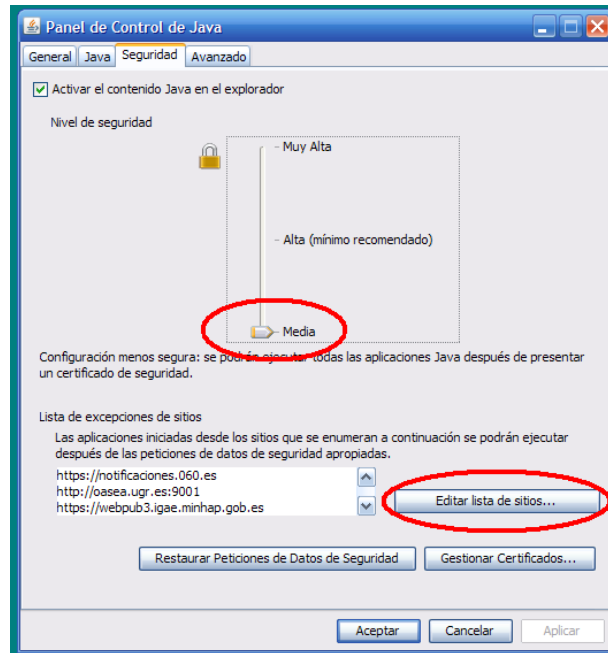 Panel de Control de Java
General Java Seguridad Avanzado
Activar el contenido Java en el explorador
Nivel de seguridad
- Muy Alta
- Alta (mínimo recomendado)
- Media
Configuración menos segura: se podrán ejecutar todas las aplicaciones Java después de presentar
un certificado de seguridad.
Lista de excepciones de sitios
Las aplicaciones iniciadas desde los sitios que se enumeran a continuación se podrán ejecutar
después de las peticiones de datos de seguridad apropiadas.
https://notificaciones.060.es
http://oasea.ugr.es:9001
https://webpub3.igae.minhap.gob.es
Editar lista de sitios...
Restaurar Peticiones de Datos de Seguridad Gestionar Certificados...
Aceptar Cancelar Aplicar